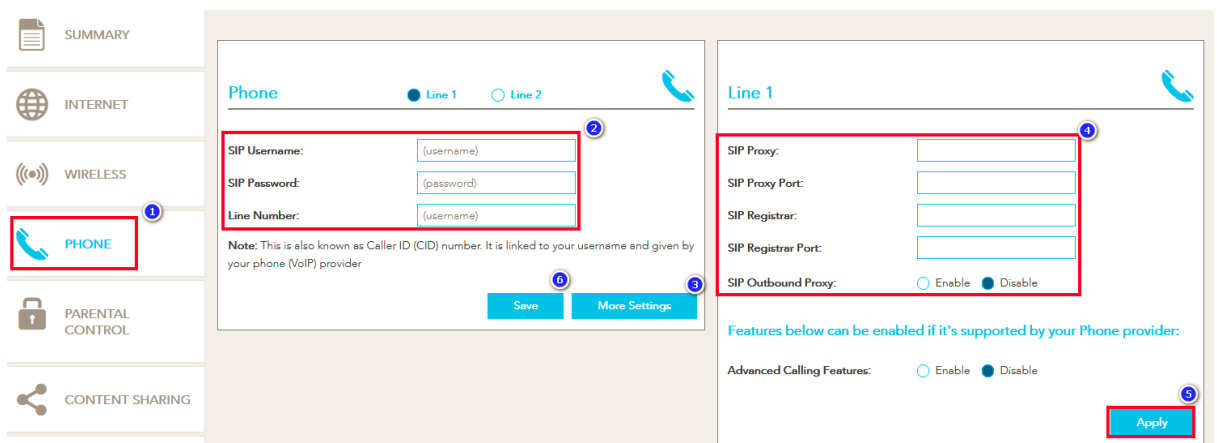 SUMMARY
INTERNET
WIRELESS
1
PHONE
PARENTAL
CONTROL
CONTENT SHARING
Phone
Line 1
Line 2
2
SIP Username:
(username)
SIP Password:
(password)
Line Number:
(username)
Note: This is also known as Caller ID (CID) number. It is linked to your username and given by
your phone (VoIP) provider
6
3
Save
More Settings
Line 1
4
SIP Proxy:
SIP Proxy Port:
SIP Registrar:
SIP Registrar Port:
SIP Outbound Proxy:
Enable
Disable
Features below can be enabled if it's supported by your Phone provider:
Advanced Calling Features:
Enable
Disable
5
Apply